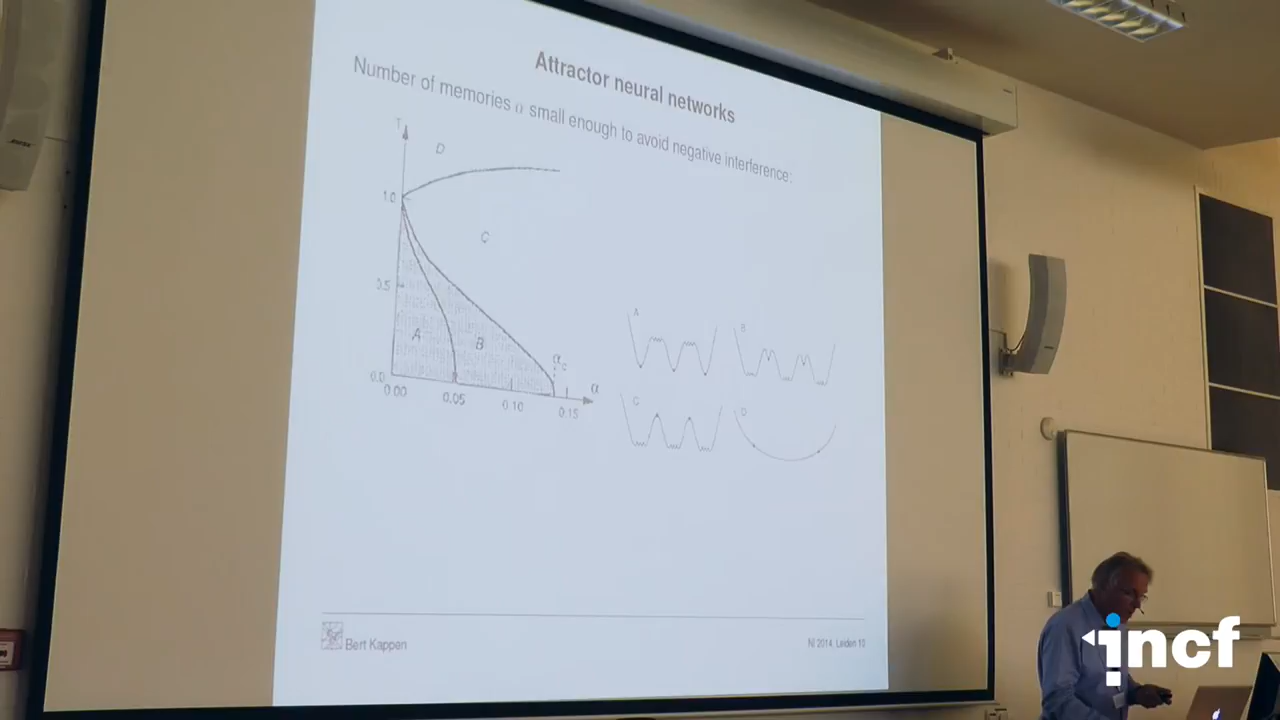 Attractor neural networks
Number of memories α small enough to avoid negative interference:
T
D
1.0
C
0.5
A
B
αc
α
0.0
0.00
0.05
0.10
0.15
A
B
C
D
Bert Kappen
NI 2014, Leiden 10
incf